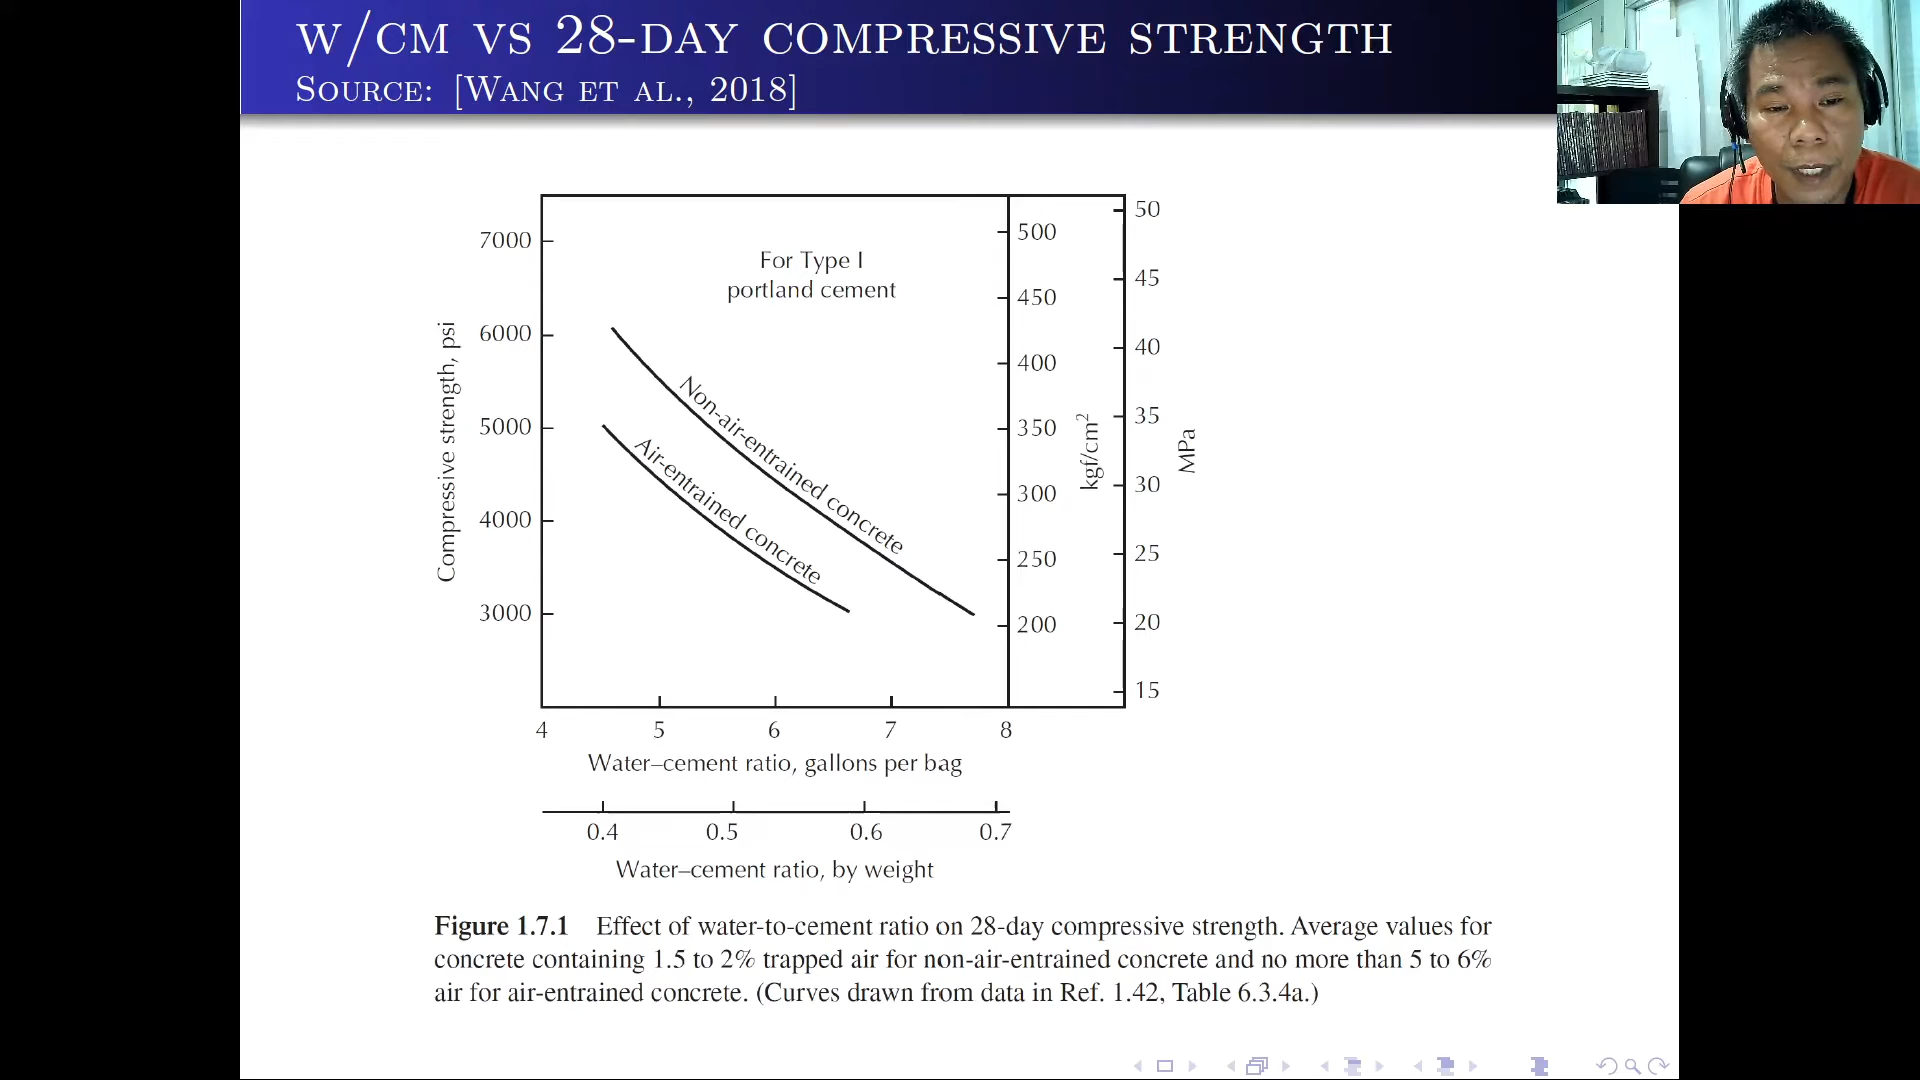 W/CM VS 28-DAY COMPRESSIVE STRENGTH
SOURCE: [WANG ET AL., 2018]
For Type I
portland cement
Non-air-entrained concrete
Air-entrained concrete
Compressive strength, psi
7000
6000
5000
4000
3000
500
450
400
350
300
250
200
kgf/cm²
50
45
40
35
30
25
20
15
MPa
4 5 6 7 8
Water–cement ratio, gallons per bag
0.4 0.5 0.6 0.7
Water–cement ratio, by weight
Figure 1.7.1 Effect of water-to-cement ratio on 28-day compressive strength. Average values for
concrete containing 1.5 to 2% trapped air for non-air-entrained concrete and no more than 5 to 6%
air for air-entrained concrete. (Curves drawn from data in Ref. 1.42, Table 6.3.4a.)